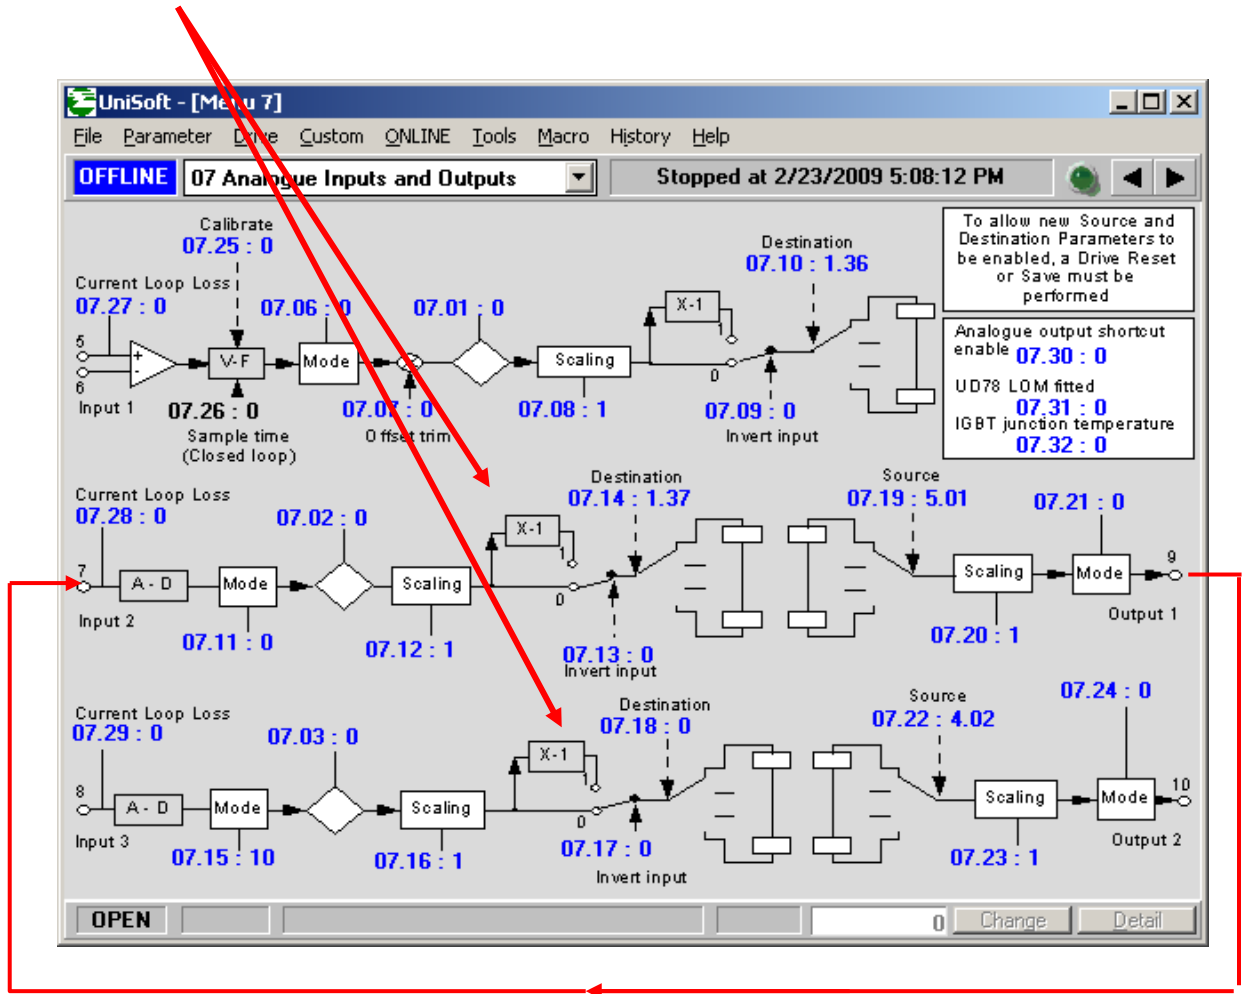 UniSoft - [Menu 7]
File Parameter Drive Custom ONLINE Tools Macro History Help
OFFLINE 07 Analogue Inputs and Outputs Stopped at 2/23/2009 5:08:12 PM
Calibrate
07.25 : 0
Current Loop Loss
07.27 : 0
07.06 : 0
07.01 : 0
5
6
Input 1
+
-
V-F
Mode
Scaling
X-1
1
0
Destination
07.10 : 1.36
07.26 : 0
Sample time
(Closed loop)
07.07 : 0
Offset trim
07.08 : 1
07.09 : 0
Invert input
To allow new Source and
Destination Parameters to
be enabled, a Drive Reset
or Save must be
performed
Analogue output shortcut
enable 07.30 : 0
UD78 LOM fitted
07.31 : 0
IGBT junction temperature
07.32 : 0
Current Loop Loss
07.28 : 0
07.02 : 0
7
Input 2
A - D
Mode
Scaling
X-1
1
0
Destination
07.14 : 1.37
07.11 : 0
07.12 : 1
07.13 : 0
Invert input
Source
07.19 : 5.01
07.21 : 0
Scaling
Mode
9
Output 1
07.20 : 1
Current Loop Loss
07.29 : 0
07.03 : 0
8
Input 3
A - D
Mode
Scaling
X-1
1
0
Destination
07.18 : 0
07.15 : 10
07.16 : 1
07.17 : 0
Invert input
Source
07.22 : 4.02
07.24 : 0
Scaling
Mode
10
Output 2
07.23 : 1
OPEN 0 Change Detail